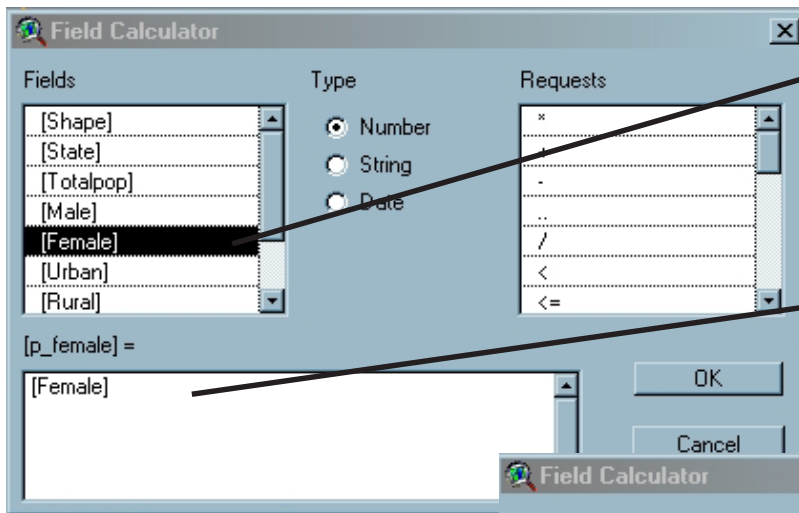 Field Calculator
Fields
Type
Requests
[Shape]
[State]
[Totalpop]
[Male]
[Female]
[Urban]
[Rural]
Number
String
Date
*
+
-
..
/
<
<=
[p_female] =
[Female]
OK
Cancel
Field Calculator